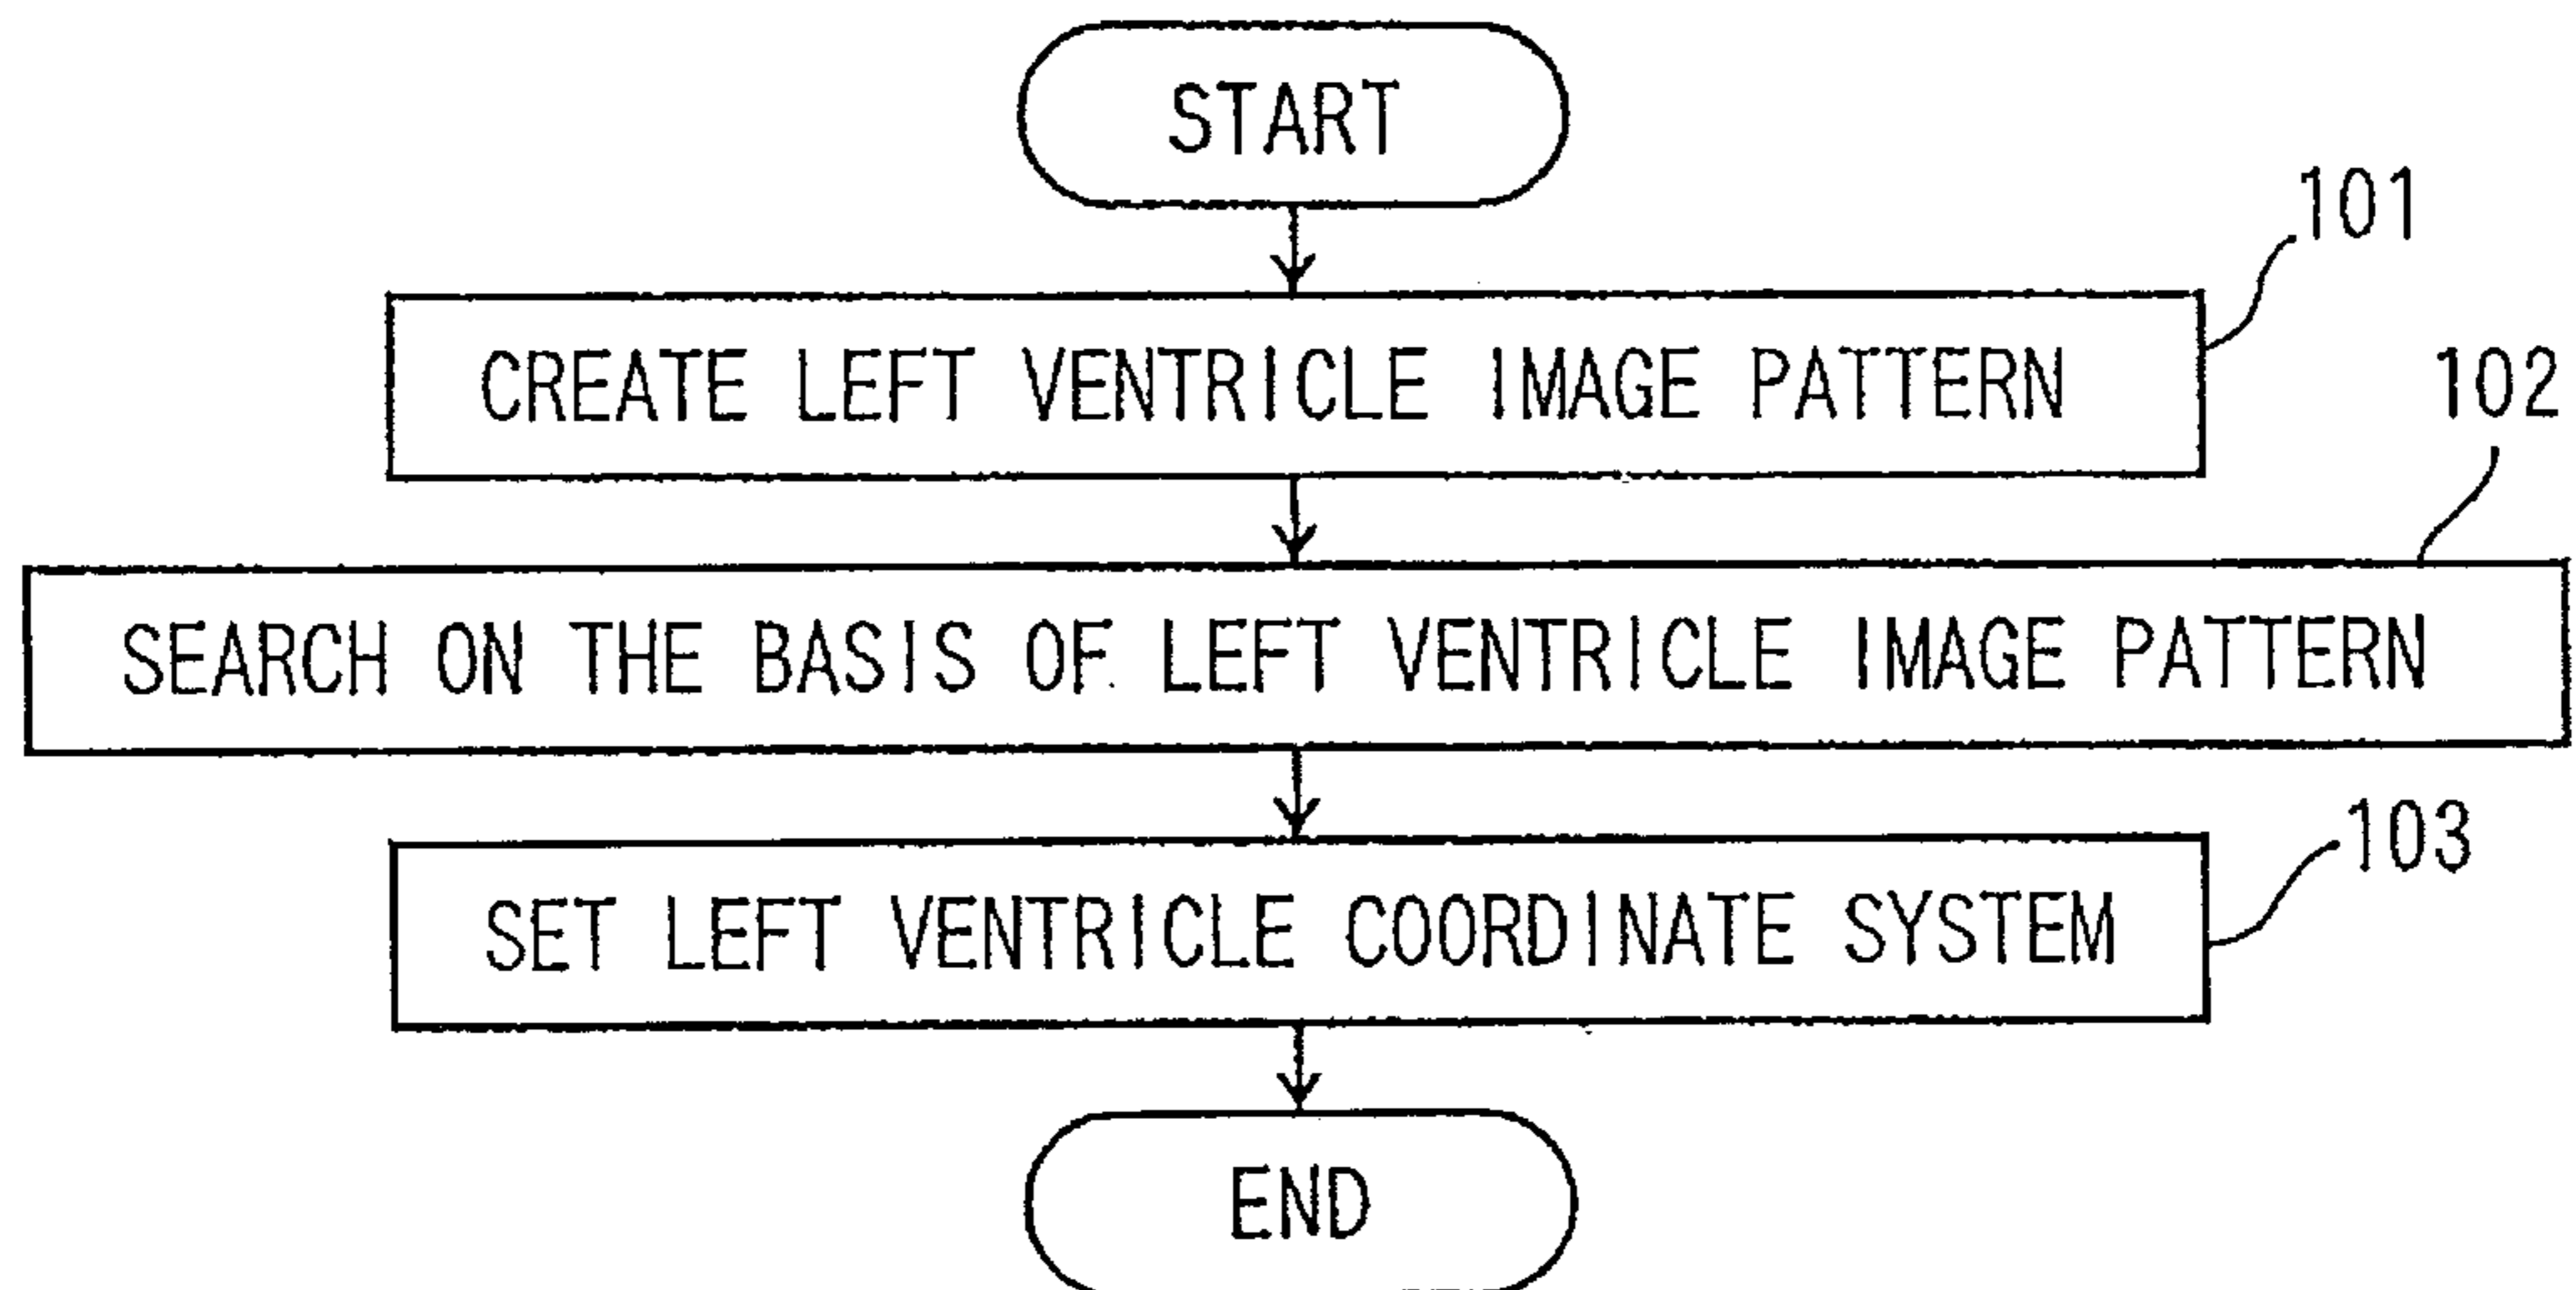 START
101
CREATE LEFT VENTRICLE IMAGE PATTERN
102
SEARCH ON THE BASIS OF LEFT VENTRICLE IMAGE PATTERN
103
SET LEFT VENTRICLE COORDINATE SYSTEM
END